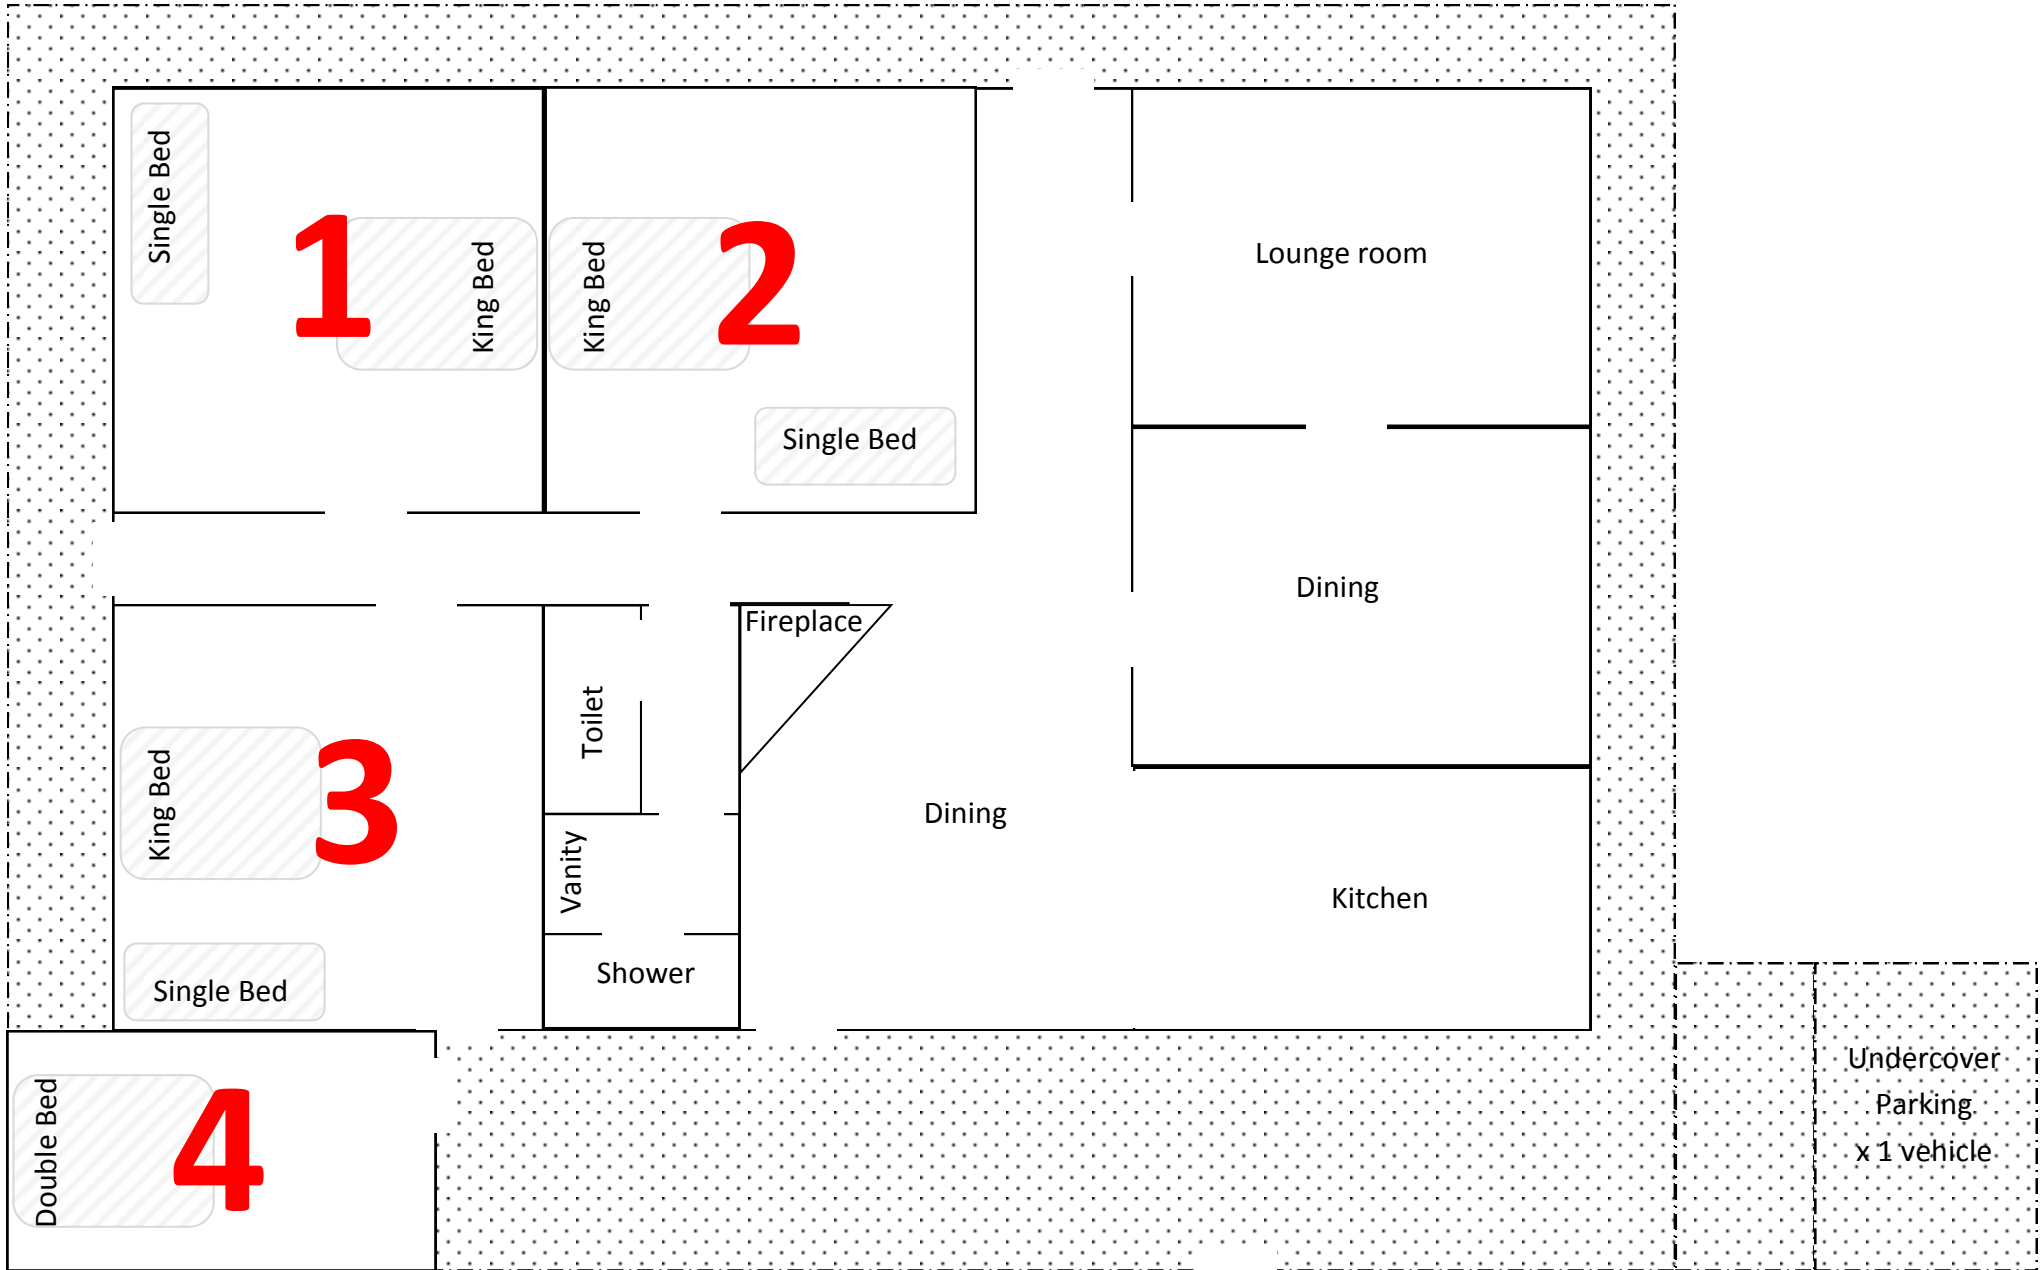 Single Bed
1
King Bed
King Bed
2
Single Bed
Lounge room
Dining
Fireplace
Toilet
King Bed
3
Vanity
Dining
Kitchen
Shower
Single Bed
Double Bed
4
Undercover
Parking
x 1 vehicle